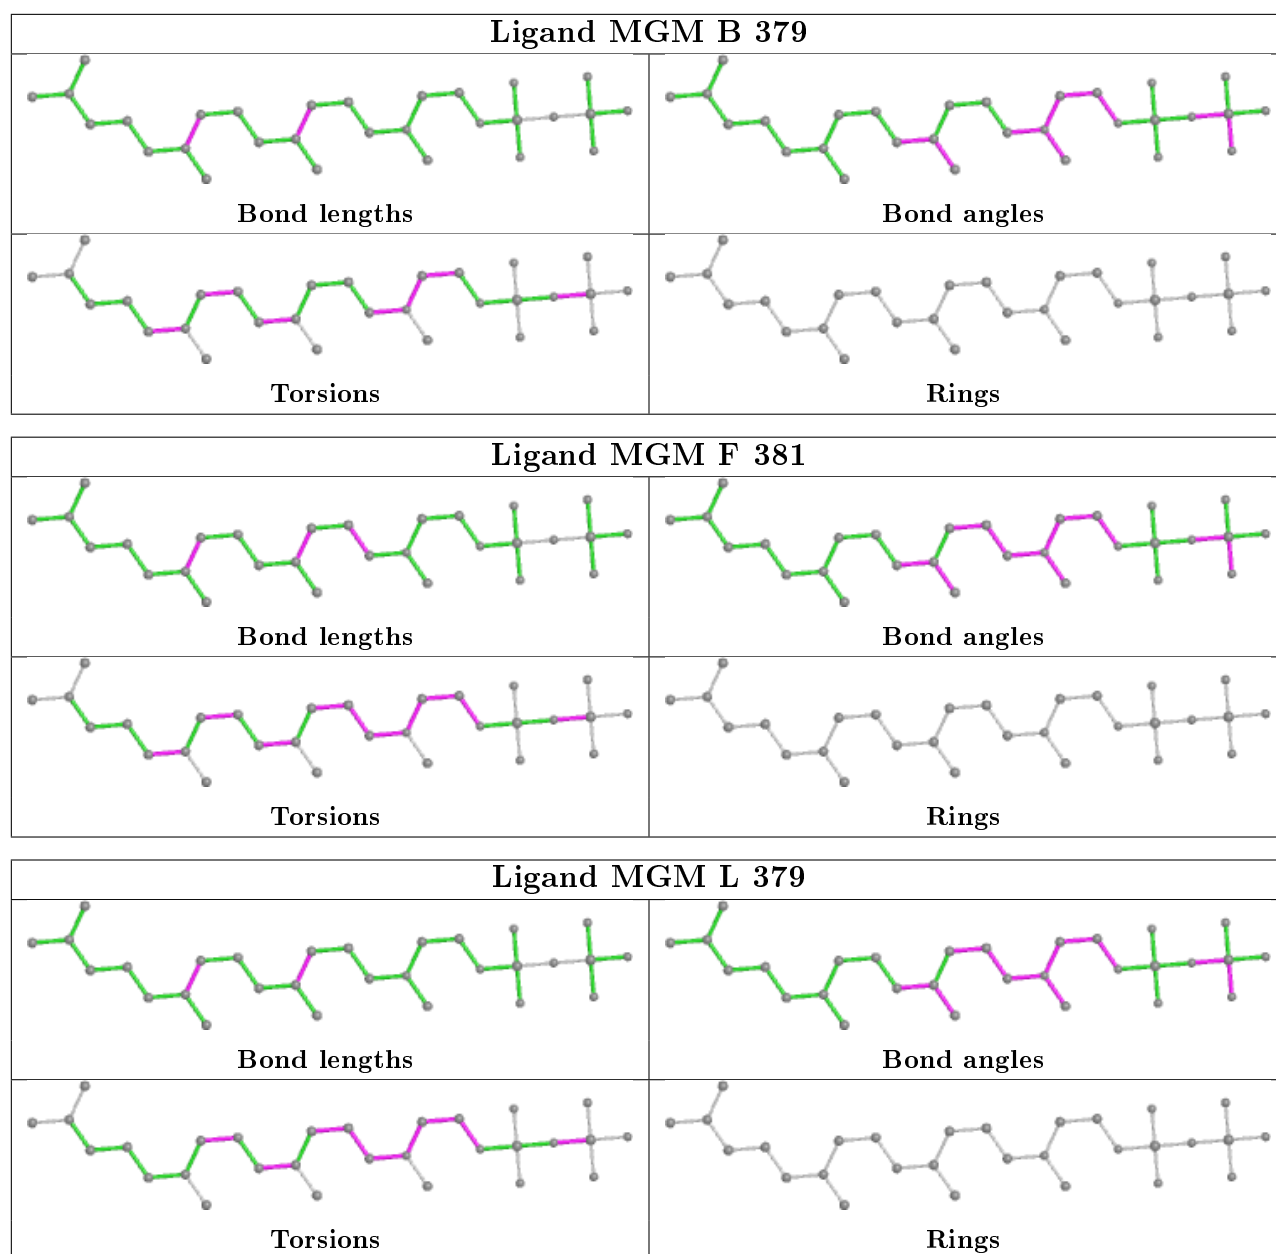 Ligand MGM B 379
Bond lengths
Bond angles
Torsions
Rings
Ligand MGM F 381
Bond lengths
Bond angles
Torsions
Rings
Ligand MGM L 379
Bond lengths
Bond angles
Torsions
Rings